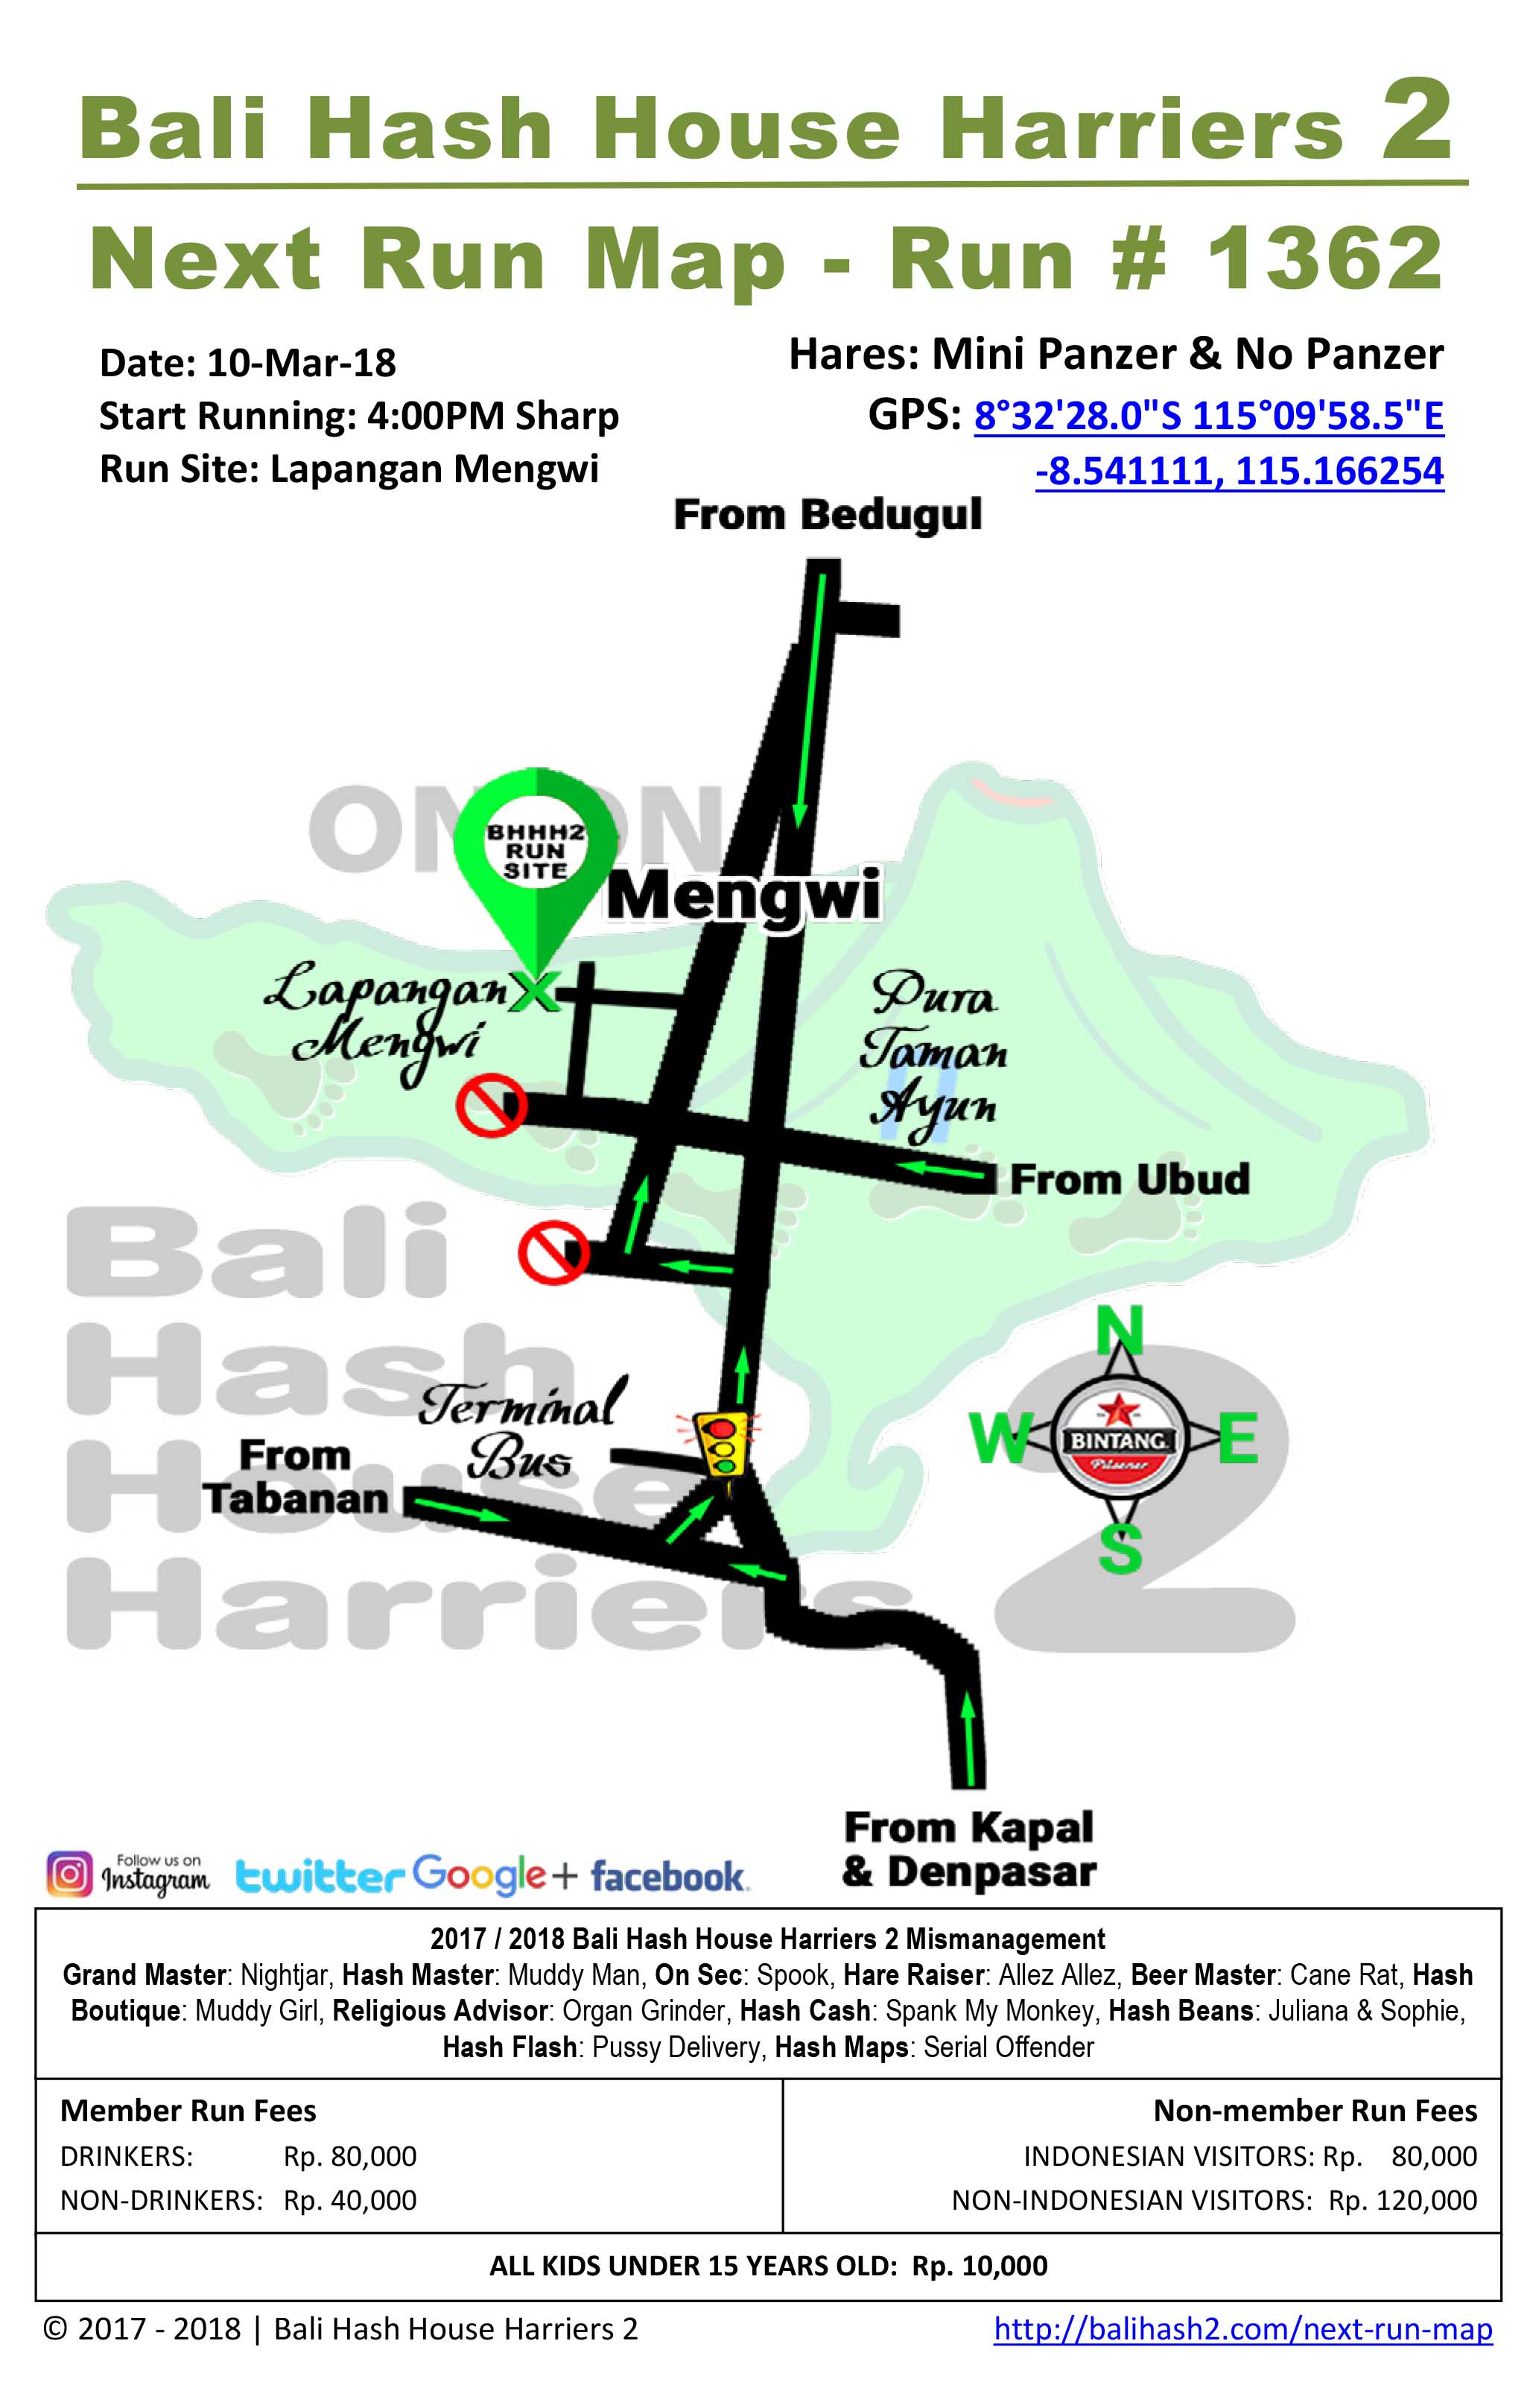 Bali Hash House Harriers 2
Next Run Map - Run # 1362
Date: 10-Mar-18
Start Running: 4:00PM Sharp
Run Site: Lapangan Mengwi
Hares: Mini Panzer & No Panzer
GPS: 8°32'28.0"S 115°09'58.5"E
-8.541111, 115.166254
From Bedugul
ON ON
BHHH2
RUN
SITE
Mengwi
Lapangan
Mengwi
X
Pura
Taman
Ayun
From Ubud
Bali
Hash
House
Harriers 2
Terminal
Bus
From
Tabanan
N
W
E
S
BINTANG
Pilsener
From Kapal
& Denpasar
Follow us on
Instagram
twitter
Google+
facebook
2017 / 2018 Bali Hash House Harriers 2 Mismanagement
Grand Master: Nightjar, Hash Master: Muddy Man, On Sec: Spook, Hare Raiser: Allez Allez, Beer Master: Cane Rat, Hash
Boutique: Muddy Girl, Religious Advisor: Organ Grinder, Hash Cash: Spank My Monkey, Hash Beans: Juliana & Sophie,
Hash Flash: Pussy Delivery, Hash Maps: Serial Offender
Member Run Fees
DRINKERS: Rp. 80,000
NON-DRINKERS: Rp. 40,000
Non-member Run Fees
INDONESIAN VISITORS: Rp. 80,000
NON-INDONESIAN VISITORS: Rp. 120,000
ALL KIDS UNDER 15 YEARS OLD: Rp. 10,000
© 2017 - 2018 | Bali Hash House Harriers 2
http://balihash2.com/next-run-map